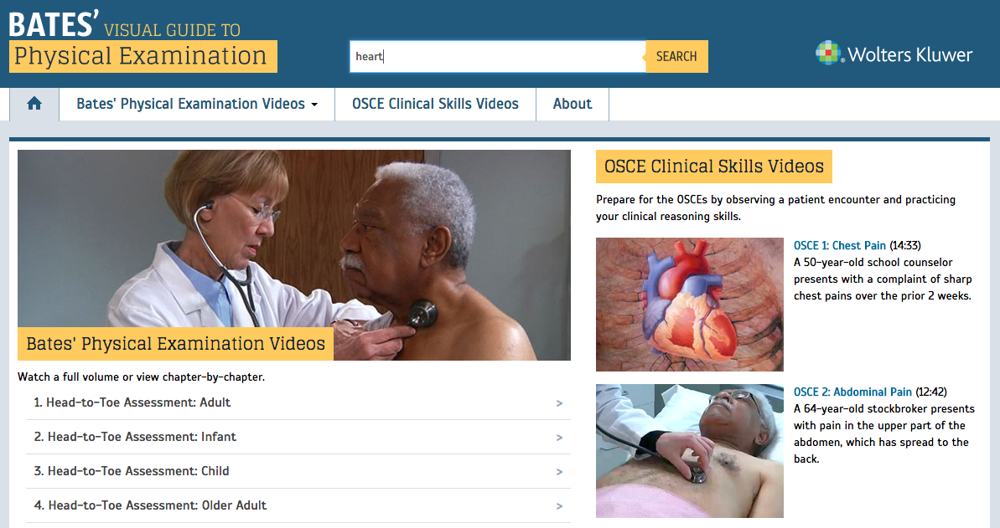 BATES' VISUAL GUIDE TO
Physical Examination
heart
SEARCH
Wolters Kluwer
Bates' Physical Examination Videos
OSCE Clinical Skills Videos
About
Bates' Physical Examination Videos
Watch a full volume or view chapter-by-chapter.
1. Head-to-Toe Assessment: Adult >
2. Head-to-Toe Assessment: Infant >
3. Head-to-Toe Assessment: Child >
4. Head-to-Toe Assessment: Older Adult >
OSCE Clinical Skills Videos
Prepare for the OSCEs by observing a patient encounter and practicing
your clinical reasoning skills.
OSCE 1: Chest Pain (14:33)
A 50-year-old school counselor
presents with a complaint of sharp
chest pains over the prior 2 weeks.
OSCE 2: Abdominal Pain (12:42)
A 64-year-old stockbroker presents
with pain in the upper part of the
abdomen, which has spread to the
back.